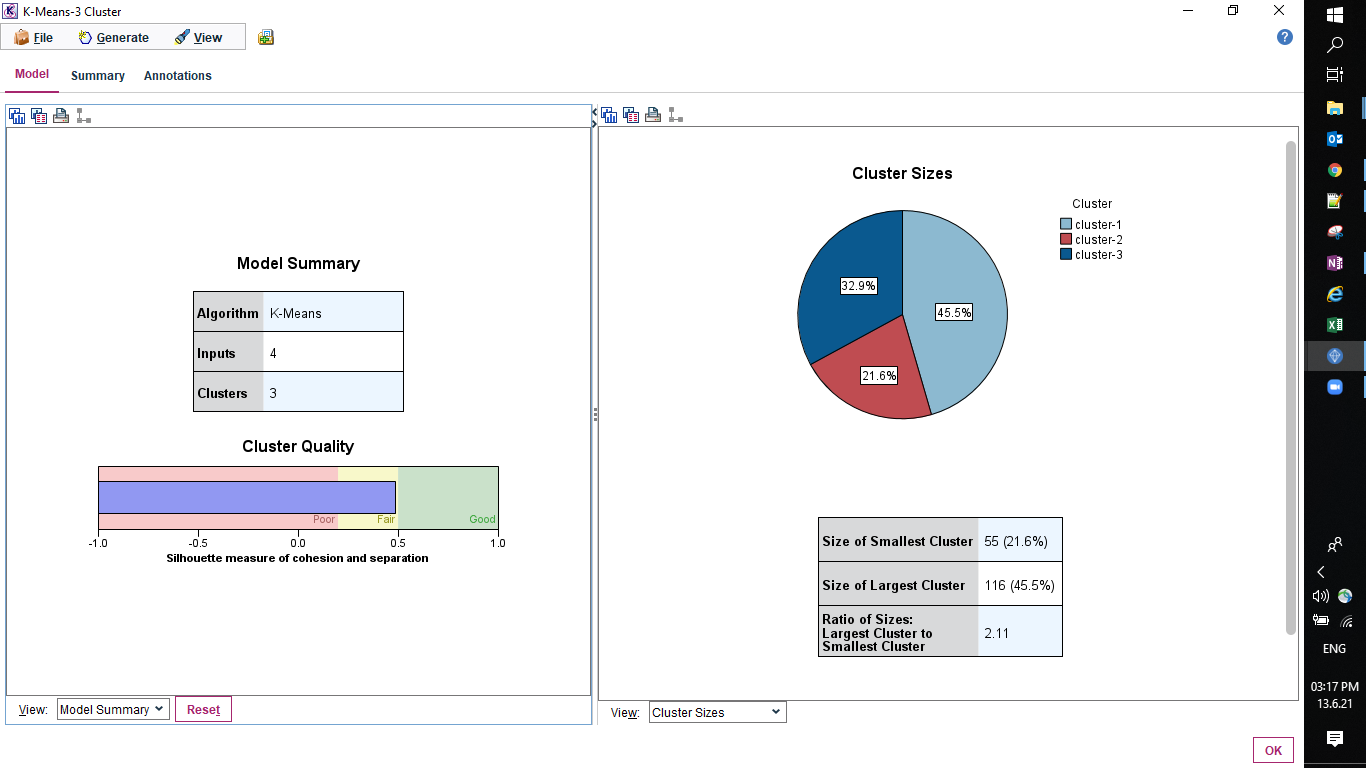 K-Means-3 Cluster
File Generate View
Model Summary Annotations
Model Summary
Algorithm K-Means
Inputs 4
Clusters 3
Cluster Quality
Poor Fair Good
-1.0 -0.5 0.0 0.5 1.0
Silhouette measure of cohesion and separation
View: Model Summary Reset
Cluster Sizes
Cluster
cluster-1
cluster-2
cluster-3
32.9%
45.5%
21.6%
Size of Smallest Cluster 55 (21.6%)
Size of Largest Cluster 116 (45.5%)
Ratio of Sizes:
Largest Cluster to
Smallest Cluster
2.11
View: Cluster Sizes
OK
ENG
03:17 PM
13.6.21